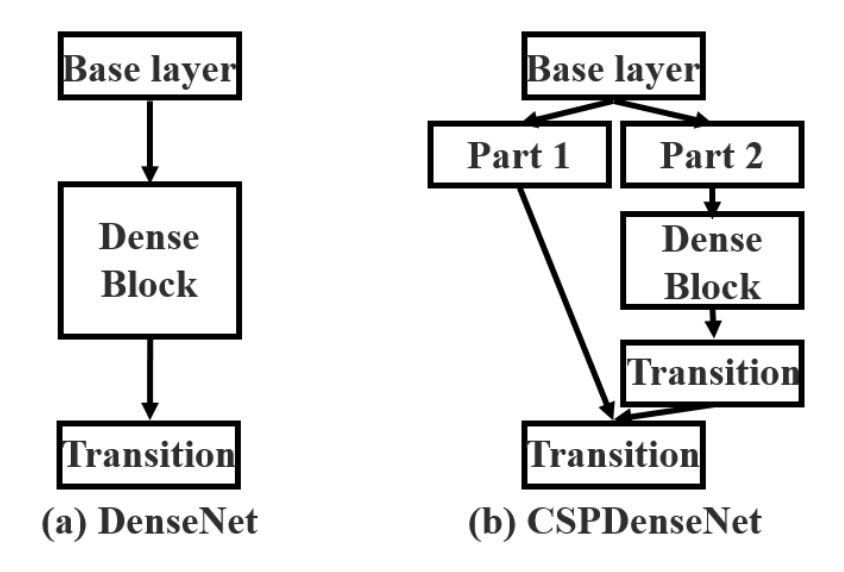 Base layer
Dense
Block
Transition
(a) DenseNet
Base layer
Part 1
Part 2
Dense
Block
Transition
Transition
(b) CSPDenseNet